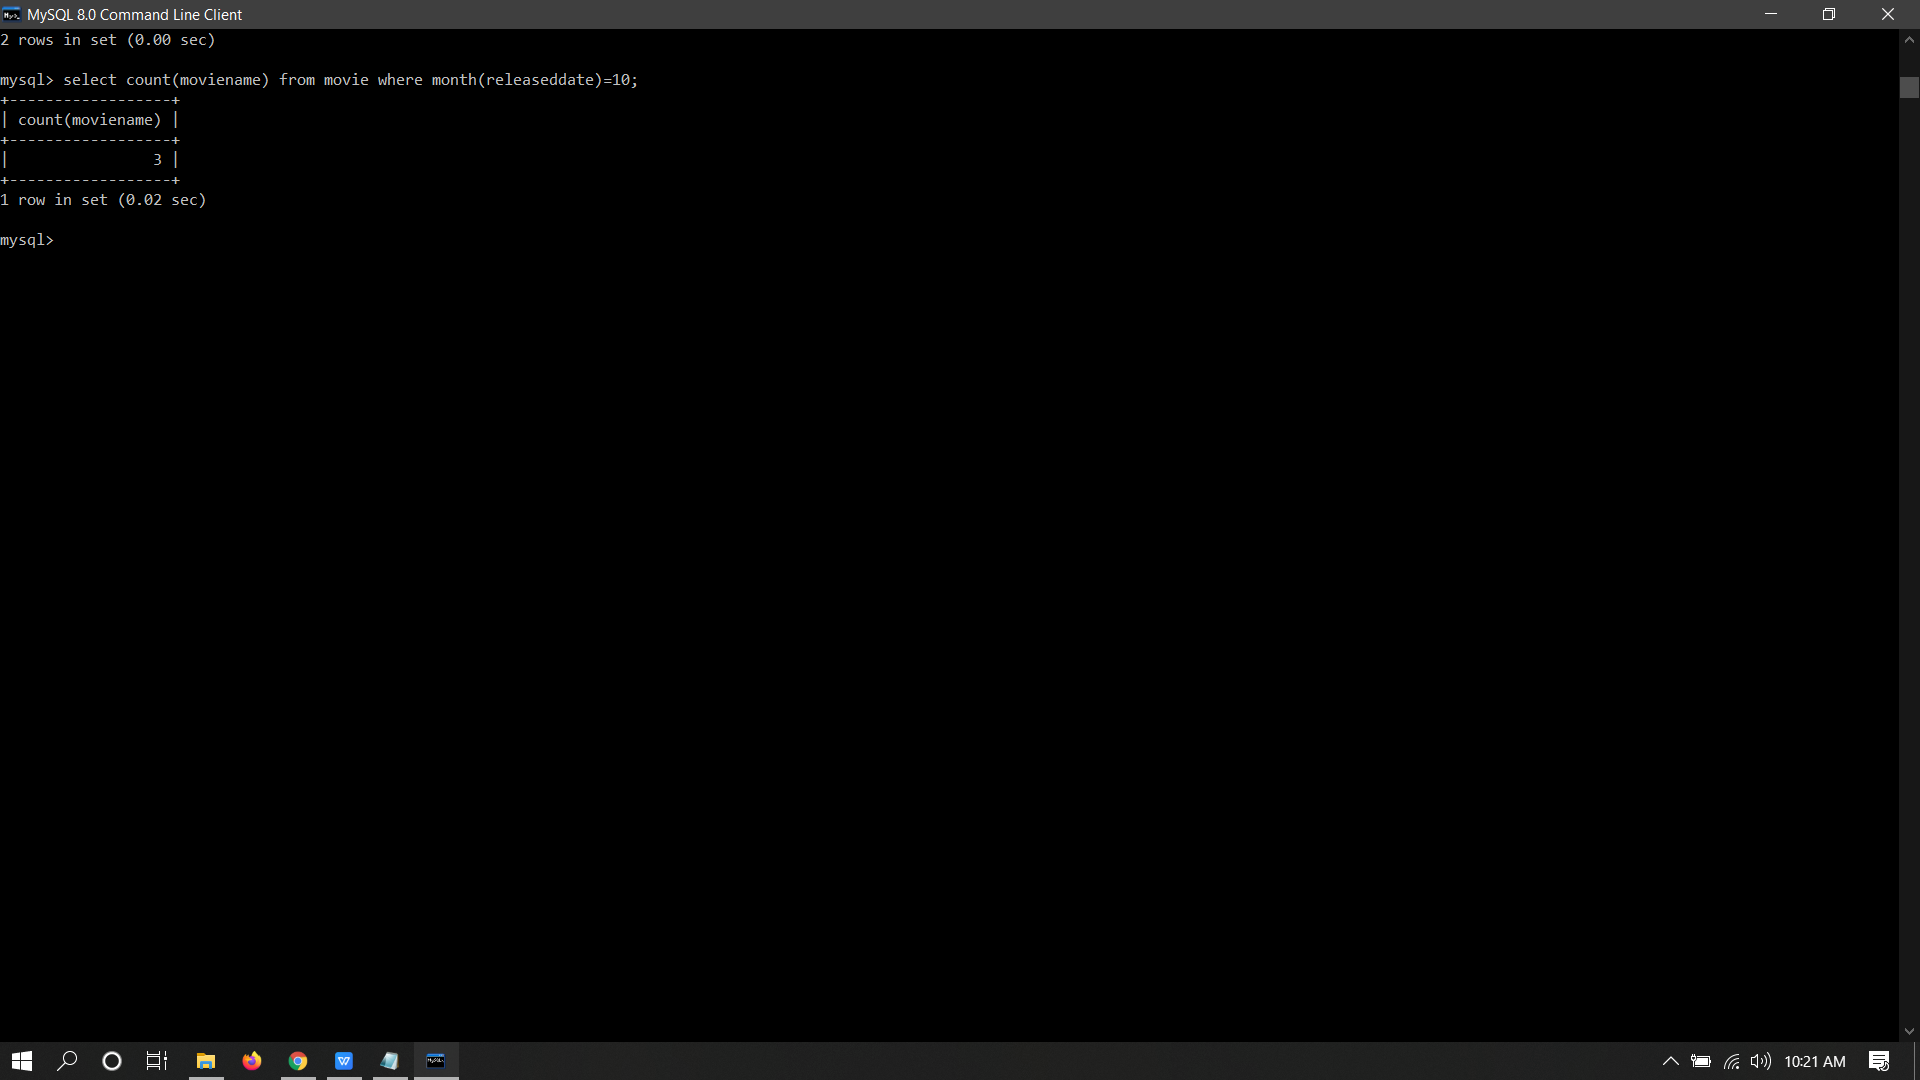 MySQL 8.0 Command Line Client
2 rows in set (0.00 sec)
mysql> select count(moviename) from movie where month(releaseddate)=10;
+------------------+
| count(moviename) |
+------------------+
|                3 |
+------------------+
1 row in set (0.02 sec)
mysql>
10:21 AM